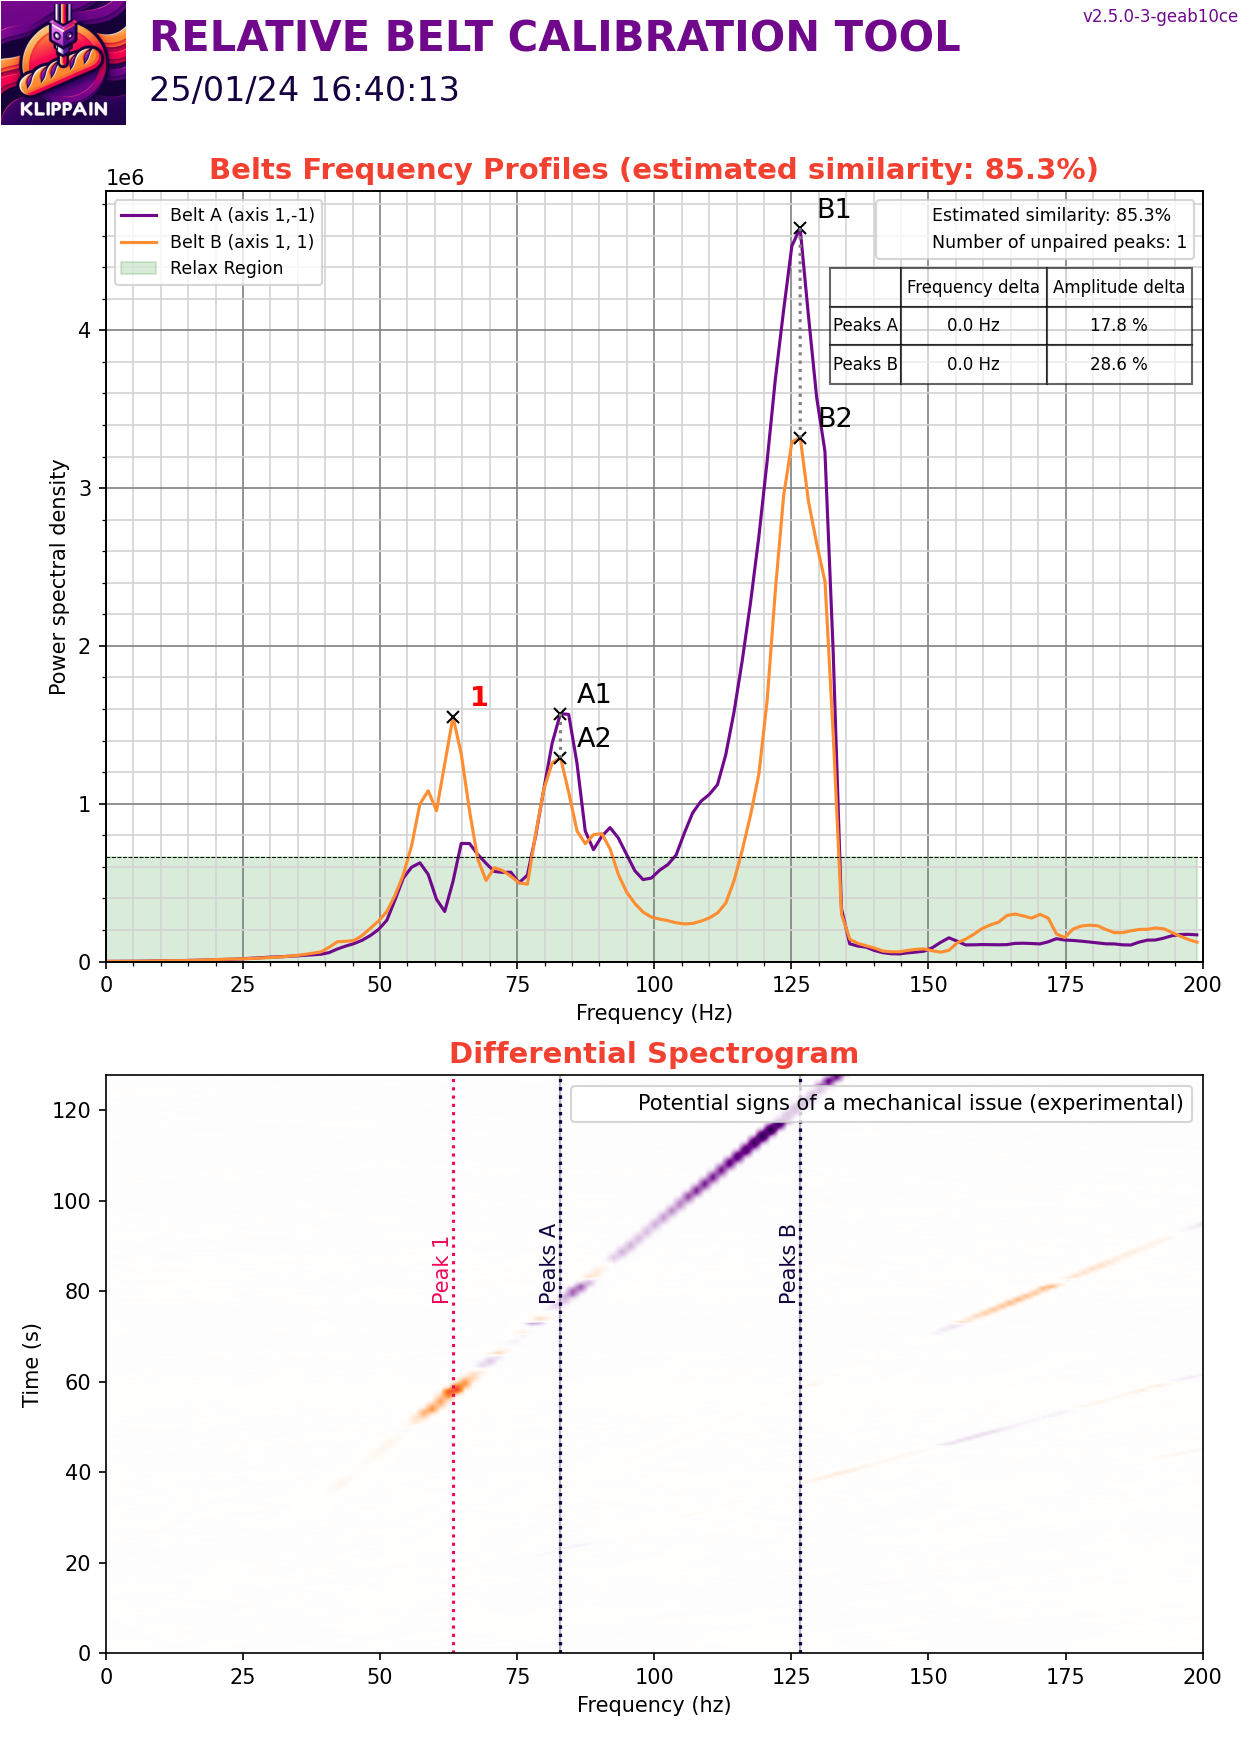 v2.5.0-3-geab10ce
RELATIVE BELT CALIBRATION TOOL
25/01/24 16:40:13
KLIPPAIN
Belts Frequency Profiles (estimated similarity: 85.3%)
1e6
Belt A (axis 1,-1)
Belt B (axis 1, 1)
Relax Region
B1
Estimated similarity: 85.3%
Number of unpaired peaks: 1
Frequency delta Amplitude delta
Peaks A 0.0 Hz 17.8 %
Peaks B 0.0 Hz 28.6 %
B2
1
A1
A2
Power spectral density
4
3
2
1
0
0 25 50 75 100 125 150 175 200
Frequency (Hz)
Differential Spectrogram
Potential signs of a mechanical issue (experimental)
Peak 1
Peaks A
Peaks B
Time (s)
120
100
80
60
40
20
0
0 25 50 75 100 125 150 175 200
Frequency (hz)